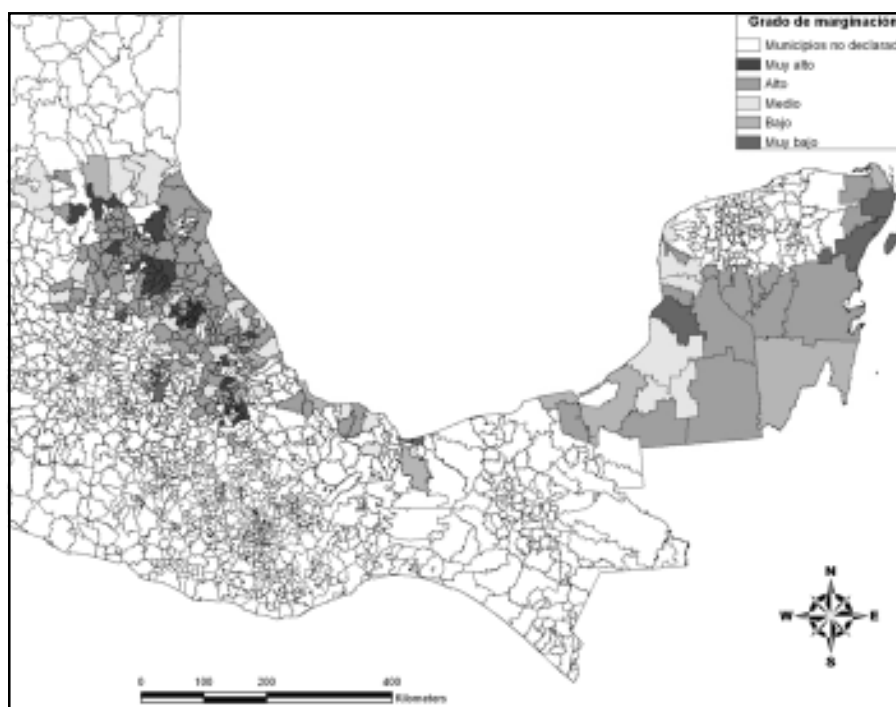 Grado de marginación
Municipios no declarad
Muy alto
Alto
Medio
Bajo
Muy bajo
N
W E
S
0 100 200 400
Kilometers